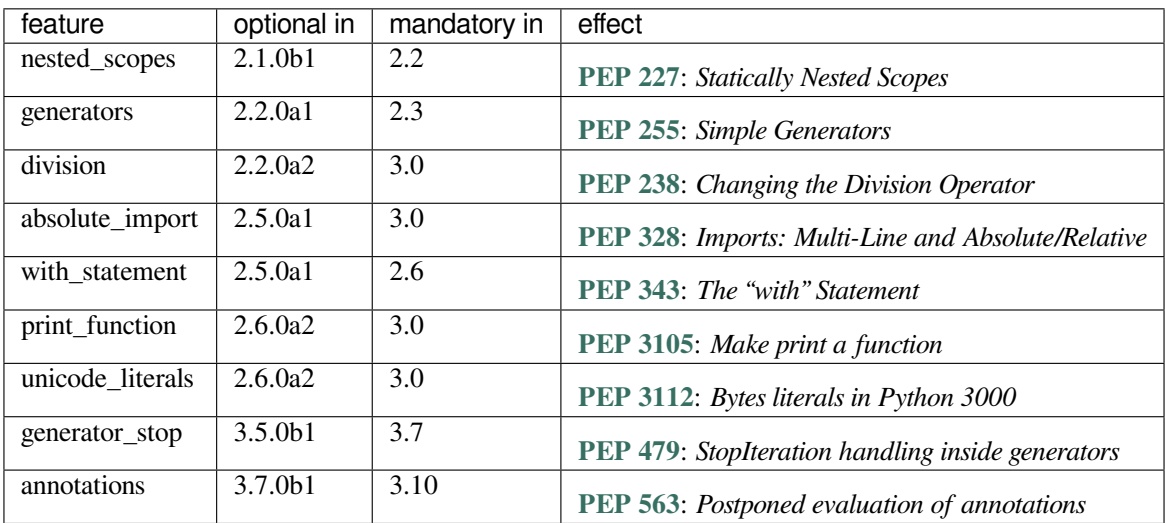 feature optional in mandatory in effect
nested_scopes 2.1.0b1 2.2 PEP 227: Statically Nested Scopes
generators 2.2.0a1 2.3 PEP 255: Simple Generators
division 2.2.0a2 3.0 PEP 238: Changing the Division Operator
absolute_import 2.5.0a1 3.0 PEP 328: Imports: Multi-Line and Absolute/Relative
with_statement 2.5.0a1 2.6 PEP 343: The “with” Statement
print_function 2.6.0a2 3.0 PEP 3105: Make print a function
unicode_literals 2.6.0a2 3.0 PEP 3112: Bytes literals in Python 3000
generator_stop 3.5.0b1 3.7 PEP 479: StopIteration handling inside generators
annotations 3.7.0b1 3.10 PEP 563: Postponed evaluation of annotations